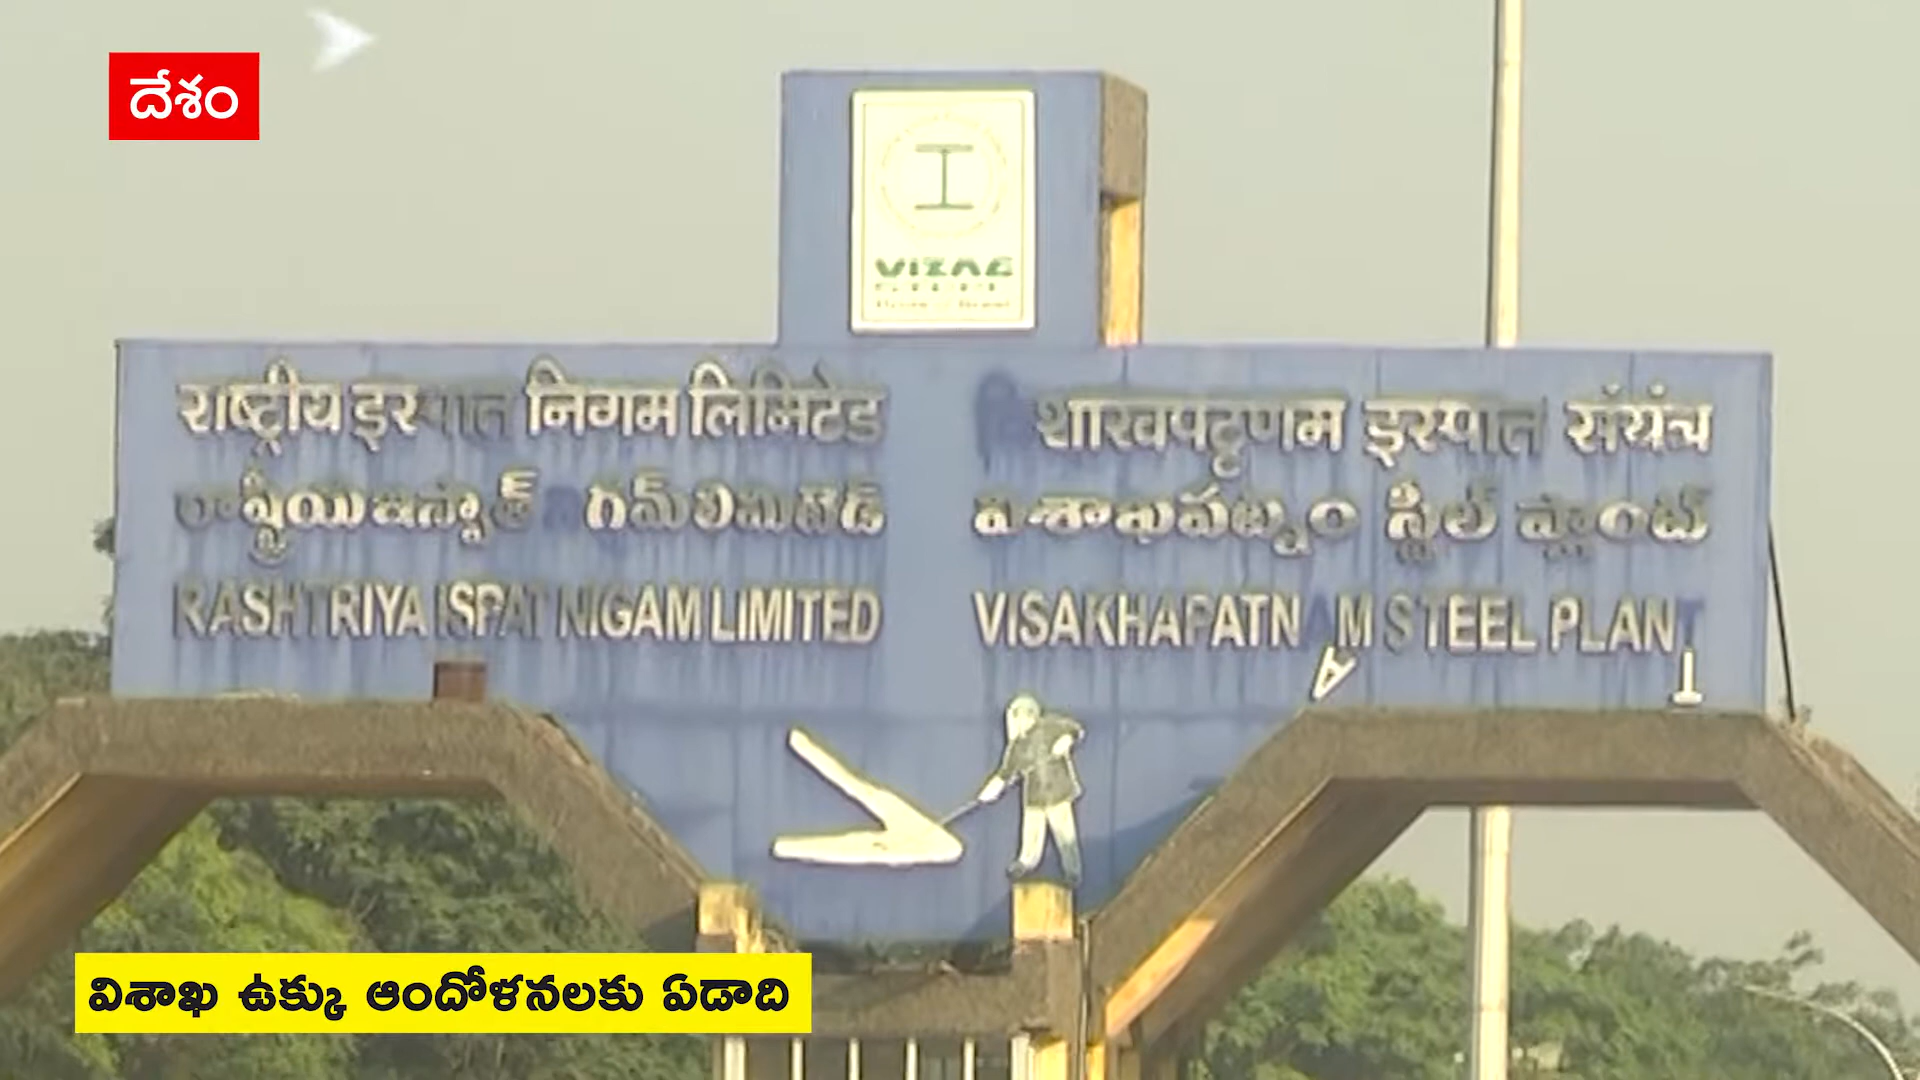 దేశం
VIZAG
STEEL
राष्ट्रीय इस्पात निगम लिमिटेड
विशाखपट्टणम इस्पात संयंत्र
రాష్ట్రీయ ఇస్పాత్ నిగమ్ లిమిటెడ్
విశాఖపట్నం స్టీల్ ప్లాంట్
RASHTRIYA ISPAT NIGAM LIMITED
VISAKHAPATNAM STEEL PLANT
విశాఖ ఉక్కు ఆందోళనలకు ఏడాది